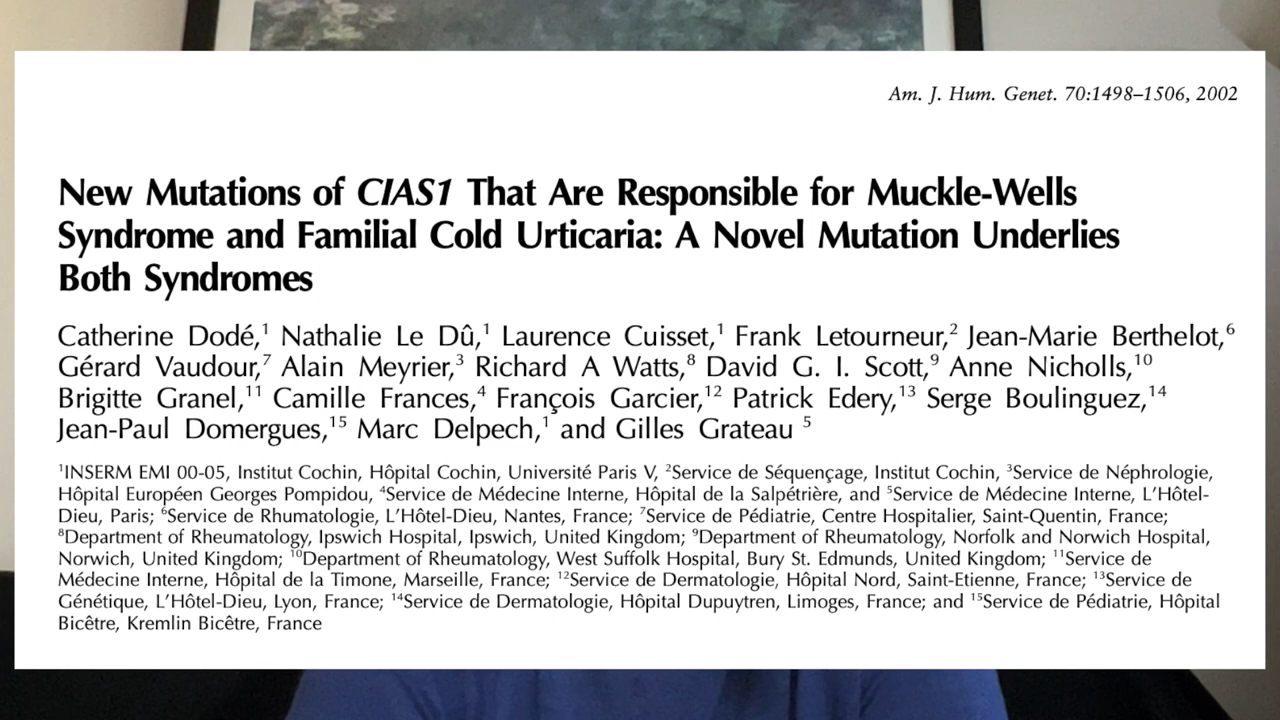 Am. J. Hum. Genet. 70:1498–1506, 2002
New Mutations of CIAS1 That Are Responsible for Muckle-Wells
Syndrome and Familial Cold Urticaria: A Novel Mutation Underlies
Both Syndromes
Catherine Dodé,1 Nathalie Le Dû,1 Laurence Cuisset,1 Frank Letourneur,2 Jean-Marie Berthelot,6
Gérard Vaudour,7 Alain Meyrier,3 Richard A Watts,8 David G. I. Scott,9 Anne Nicholls,10
Brigitte Granel,11 Camille Frances,4 François Garcier,12 Patrick Edery,13 Serge Boulinguez,14
Jean-Paul Domergues,15 Marc Delpech,1 and Gilles Grateau 5
1INSERM EMI 00-05, Institut Cochin, Hôpital Cochin, Université Paris V, 2Service de Séquençage, Institut Cochin, 3Service de Néphrologie,
Hôpital Européen Georges Pompidou, 4Service de Médecine Interne, Hôpital de la Salpétrière, and 5Service de Médecine Interne, L'Hôtel-
Dieu, Paris; 6Service de Rhumatologie, L'Hôtel-Dieu, Nantes, France; 7Service de Pédiatrie, Centre Hospitalier, Saint-Quentin, France;
8Department of Rheumatology, Ipswich Hospital, Ipswich, United Kingdom; 9Department of Rheumatology, Norfolk and Norwich Hospital,
Norwich, United Kingdom; 10Department of Rheumatology, West Suffolk Hospital, Bury St. Edmunds, United Kingdom; 11Service de
Médecine Interne, Hôpital de la Timone, Marseille, France; 12Service de Dermatologie, Hôpital Nord, Saint-Etienne, France; 13Service de
Génétique, L'Hôtel-Dieu, Lyon, France; 14Service de Dermatologie, Hôpital Dupuytren, Limoges, France; and 15Service de Pédiatrie, Hôpital
Bicêtre, Kremlin Bicêtre, France